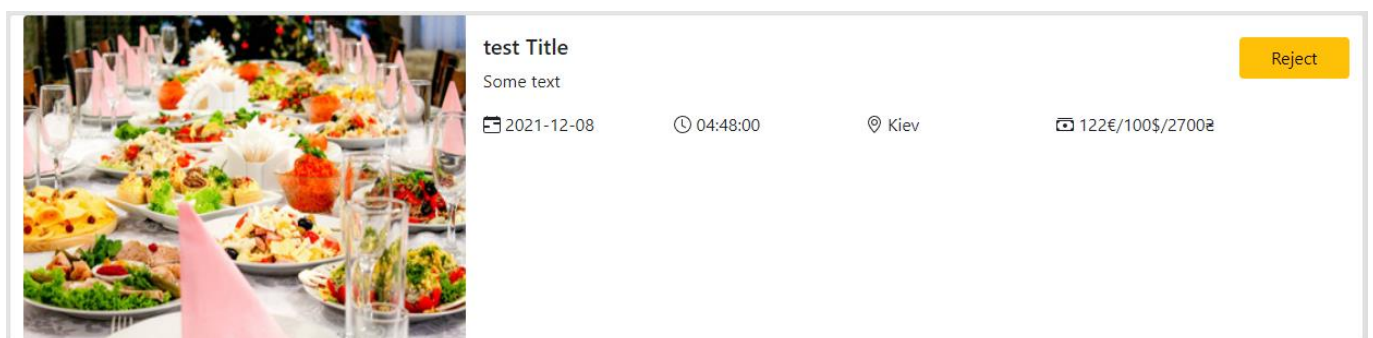 test Title
Reject
Some text
2021-12-08 04:48:00 Kiev 122€/100$/2700₴